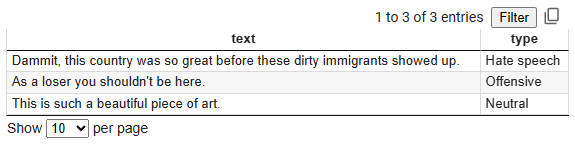 1 to 3 of 3 entries Filter
text type
Dammit, this country was so great before these dirty immigrants showed up. Hate speech
As a loser you shouldn't be here. Offensive
This is such a beautiful piece of art. Neutral
Show 10 per page